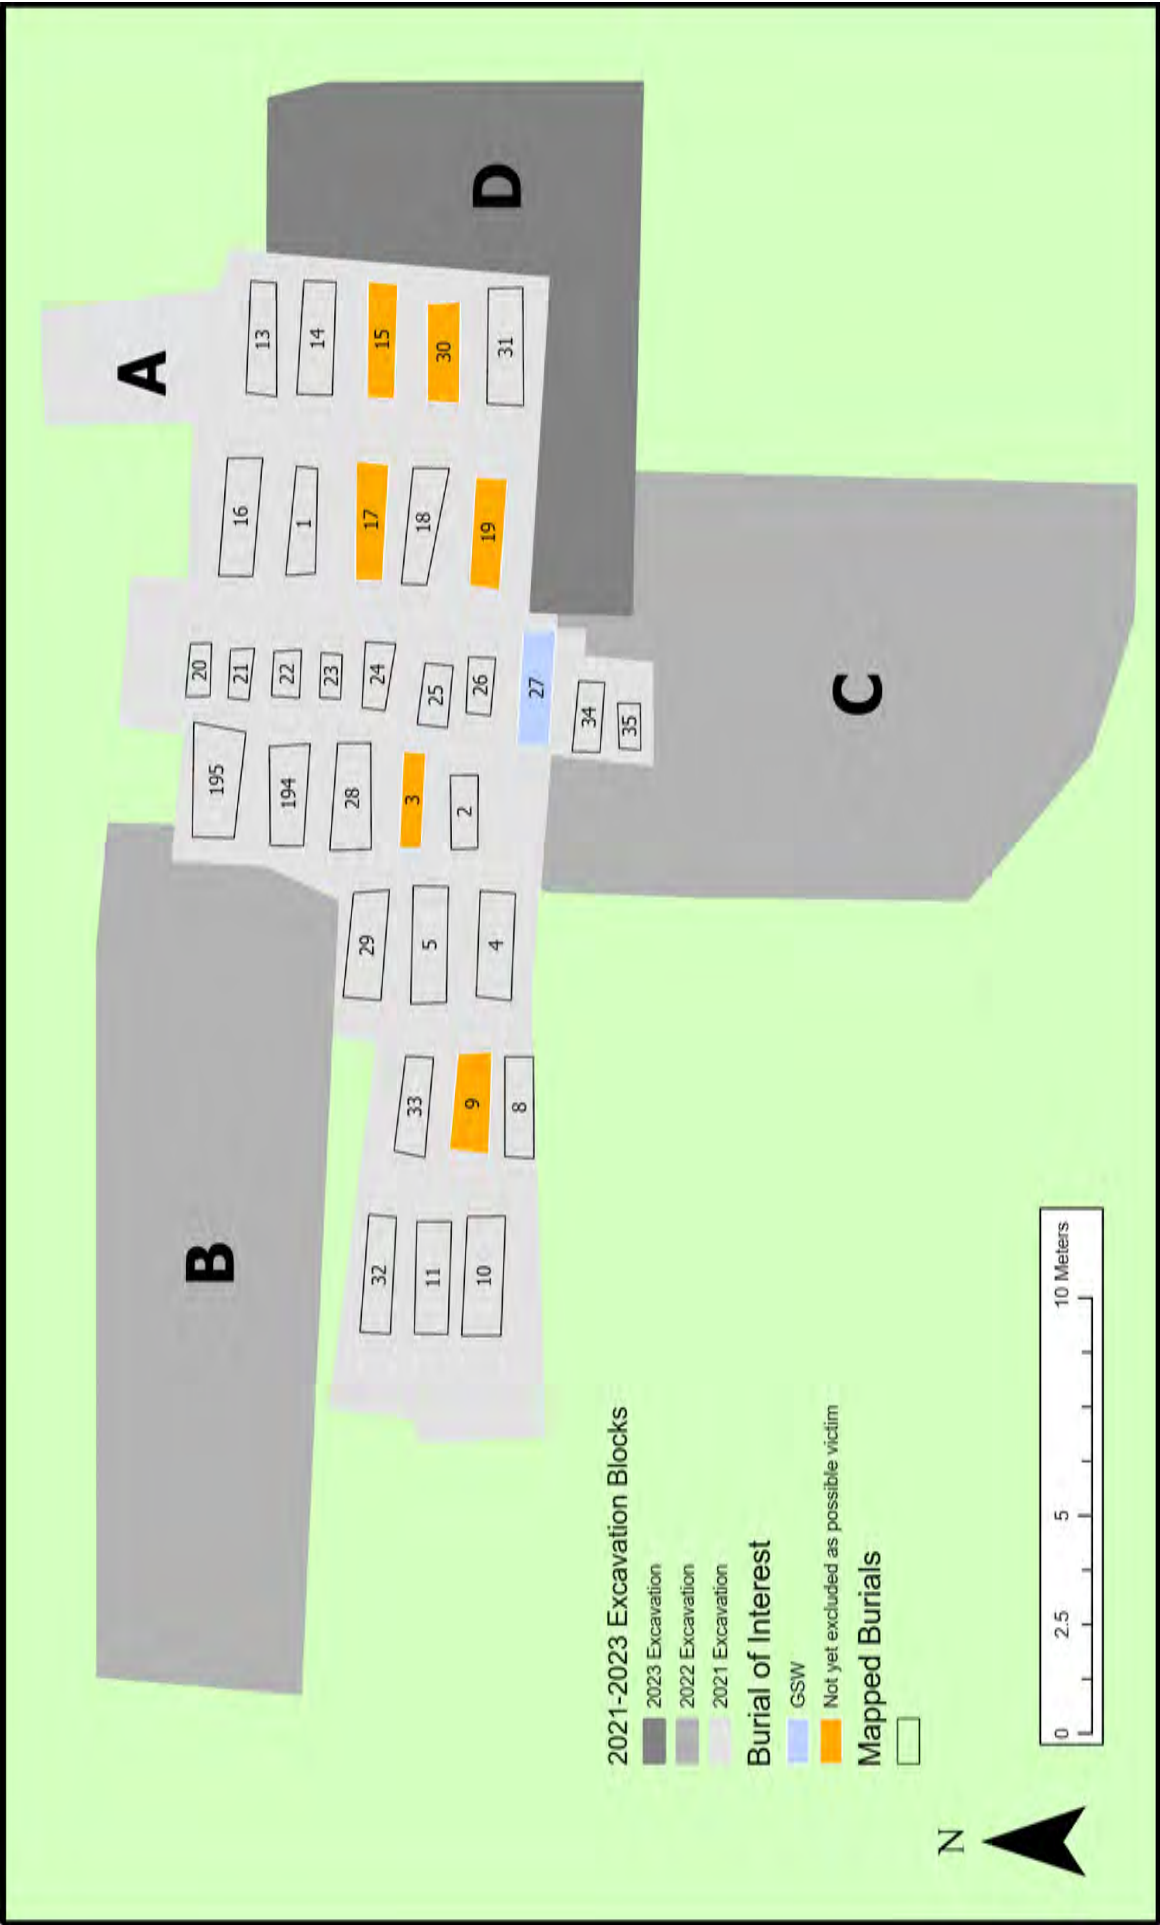 A
B
D
C
20
195
16
21
13
22
194
1
14
23
28
29
17
24
32
15
3
33
18
5
11
25
30
2
9
26
10
19
4
31
8
27
34
35
2021-2023 Excavation Blocks
2023 Excavation
2022 Excavation
2021 Excavation
Burial of Interest
GSW
Not yet excluded as possible victim
Mapped Burials
N
0 2.5 5 10 Meters